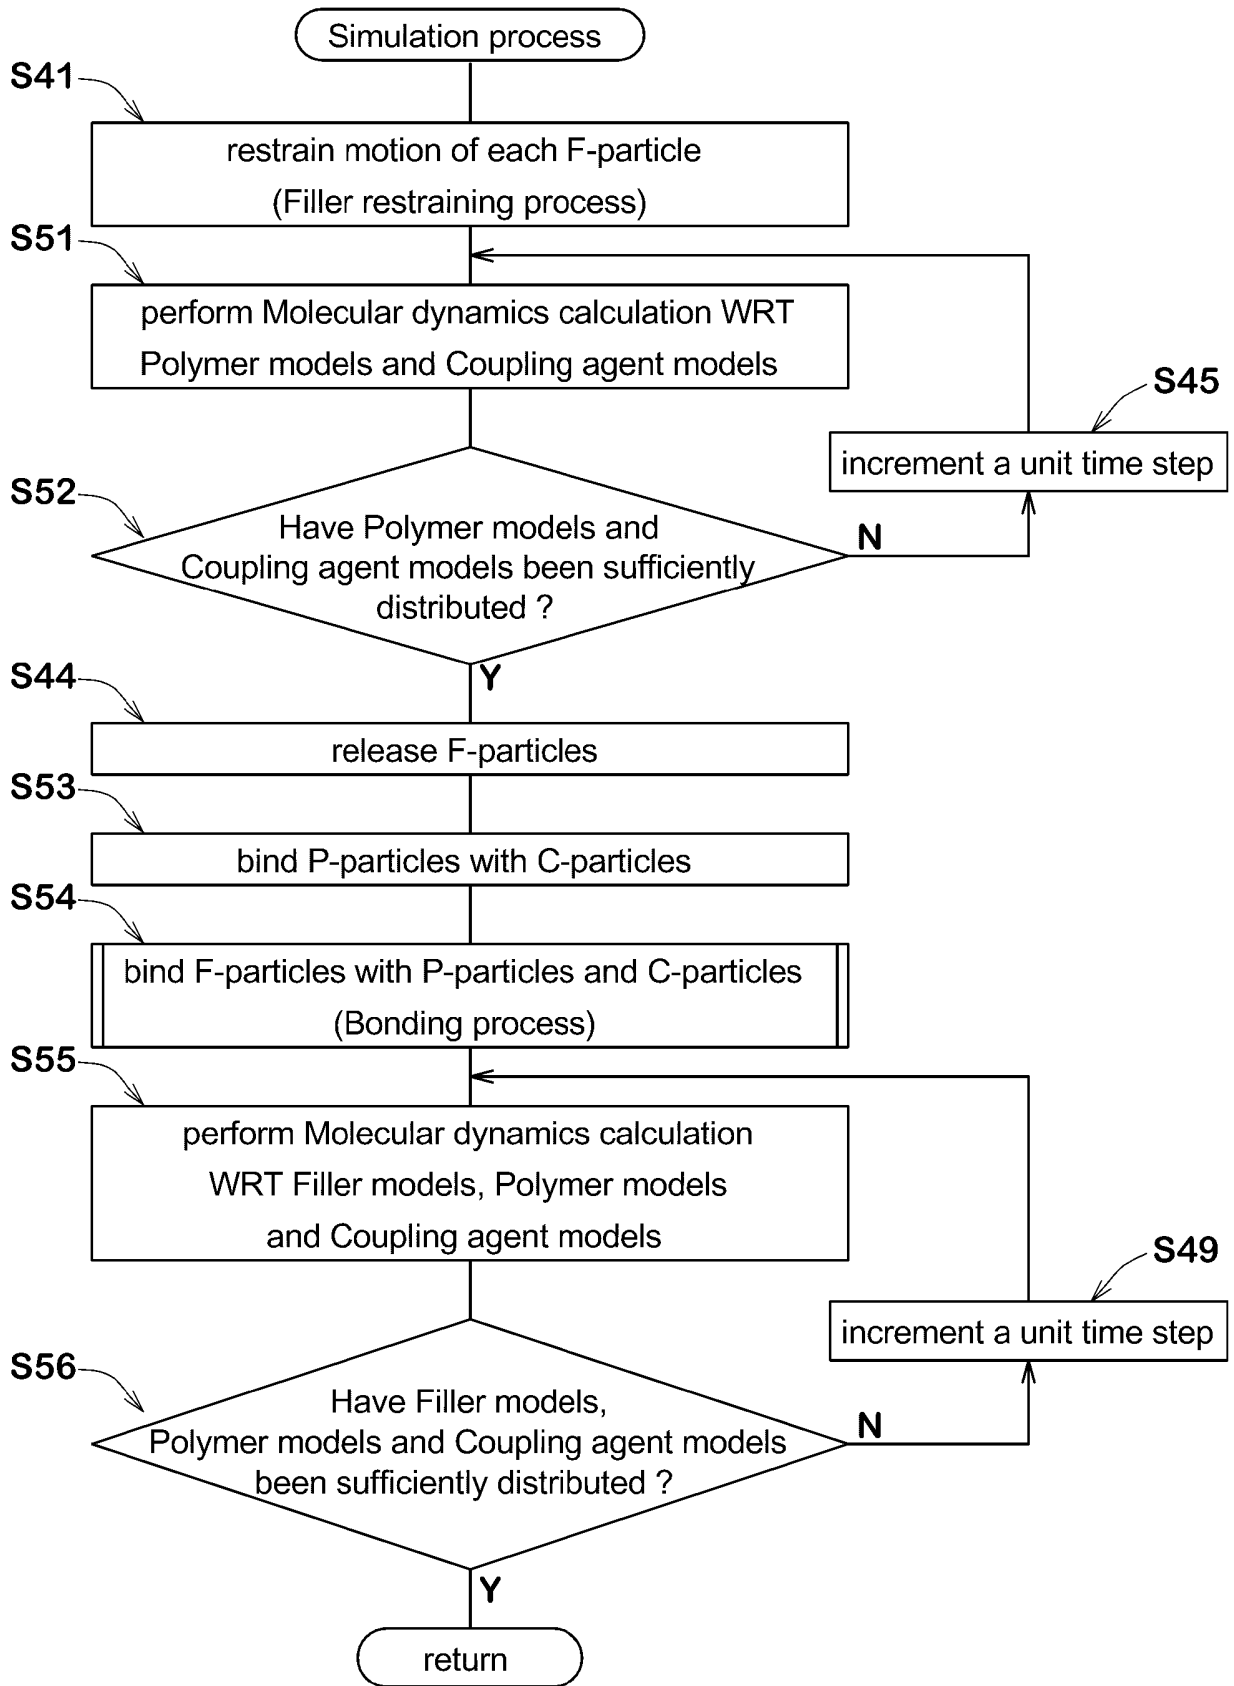 Simulation process
S41
restrain motion of each F-particle
(Filler restraining process)
S51
perform Molecular dynamics calculation WRT
Polymer models and Coupling agent models
S45
increment a unit time step
S52
Have Polymer models and
Coupling agent models been sufficiently
distributed ?
N
Y
S44
release F-particles
S53
bind P-particles with C-particles
S54
bind F-particles with P-particles and C-particles
(Bonding process)
S55
perform Molecular dynamics calculation
WRT Filler models, Polymer models
and Coupling agent models
S49
increment a unit time step
S56
Have Filler models,
Polymer models and Coupling agent models
been sufficiently distributed ?
N
Y
return